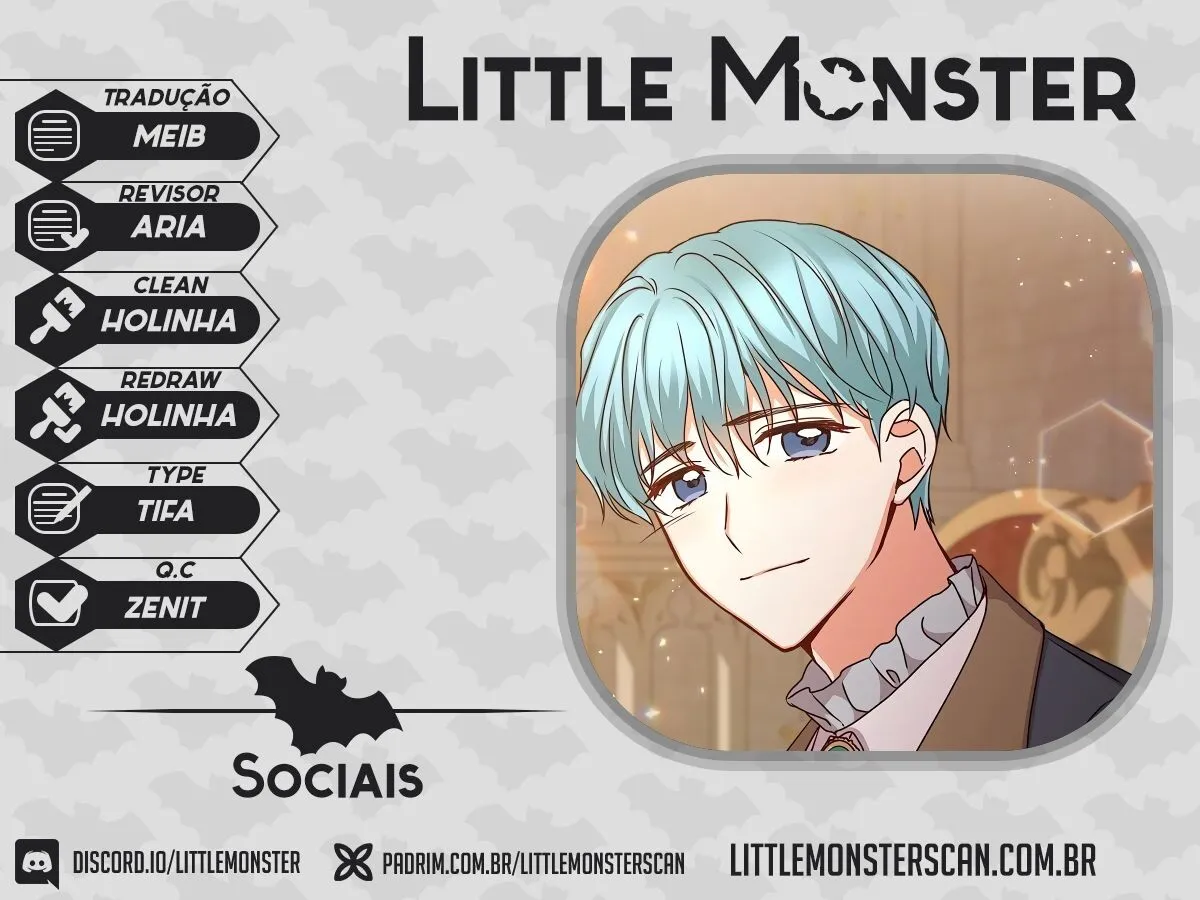 LITTLE MONSTER
TRADUÇÃO
MEIB
REVISOR
ARIA
CLEAN
HOLINHA
REDRAW
HOLINHA
TYPE
TIFA
Q.C
ZENIT
SOCIAIS
DISCORD.IO/LITTLEMONSTER
PADRIM.COM.BR/LITTLEMONSTERSCAN
LITTLEMONSTERSCAN.COM.BR